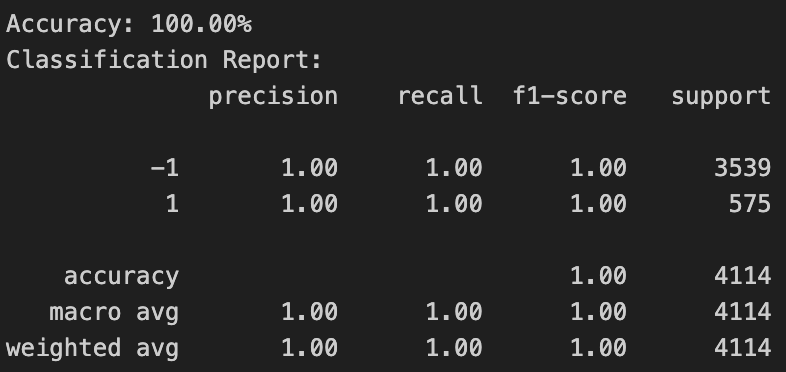 Accuracy: 100.00%
Classification Report:
precision recall f1-score support
-1 1.00 1.00 1.00 3539
1 1.00 1.00 1.00 575
accuracy 1.00 4114
macro avg 1.00 1.00 1.00 4114
weighted avg 1.00 1.00 1.00 4114